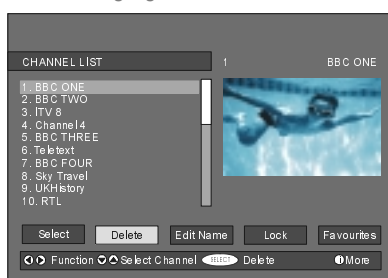 CHANNEL LIST
1 BBC ONE
1. BBC ONE
2. BBC TWO
3. ITV 8
4. Channel 4
5. BBC THREE
6. Teletext
7. BBC FOUR
8. Sky Travel
9. UKHistory
10. RTL
Select Delete Edit Name Lock Favourites
Function Select Channel SELECT Delete i More